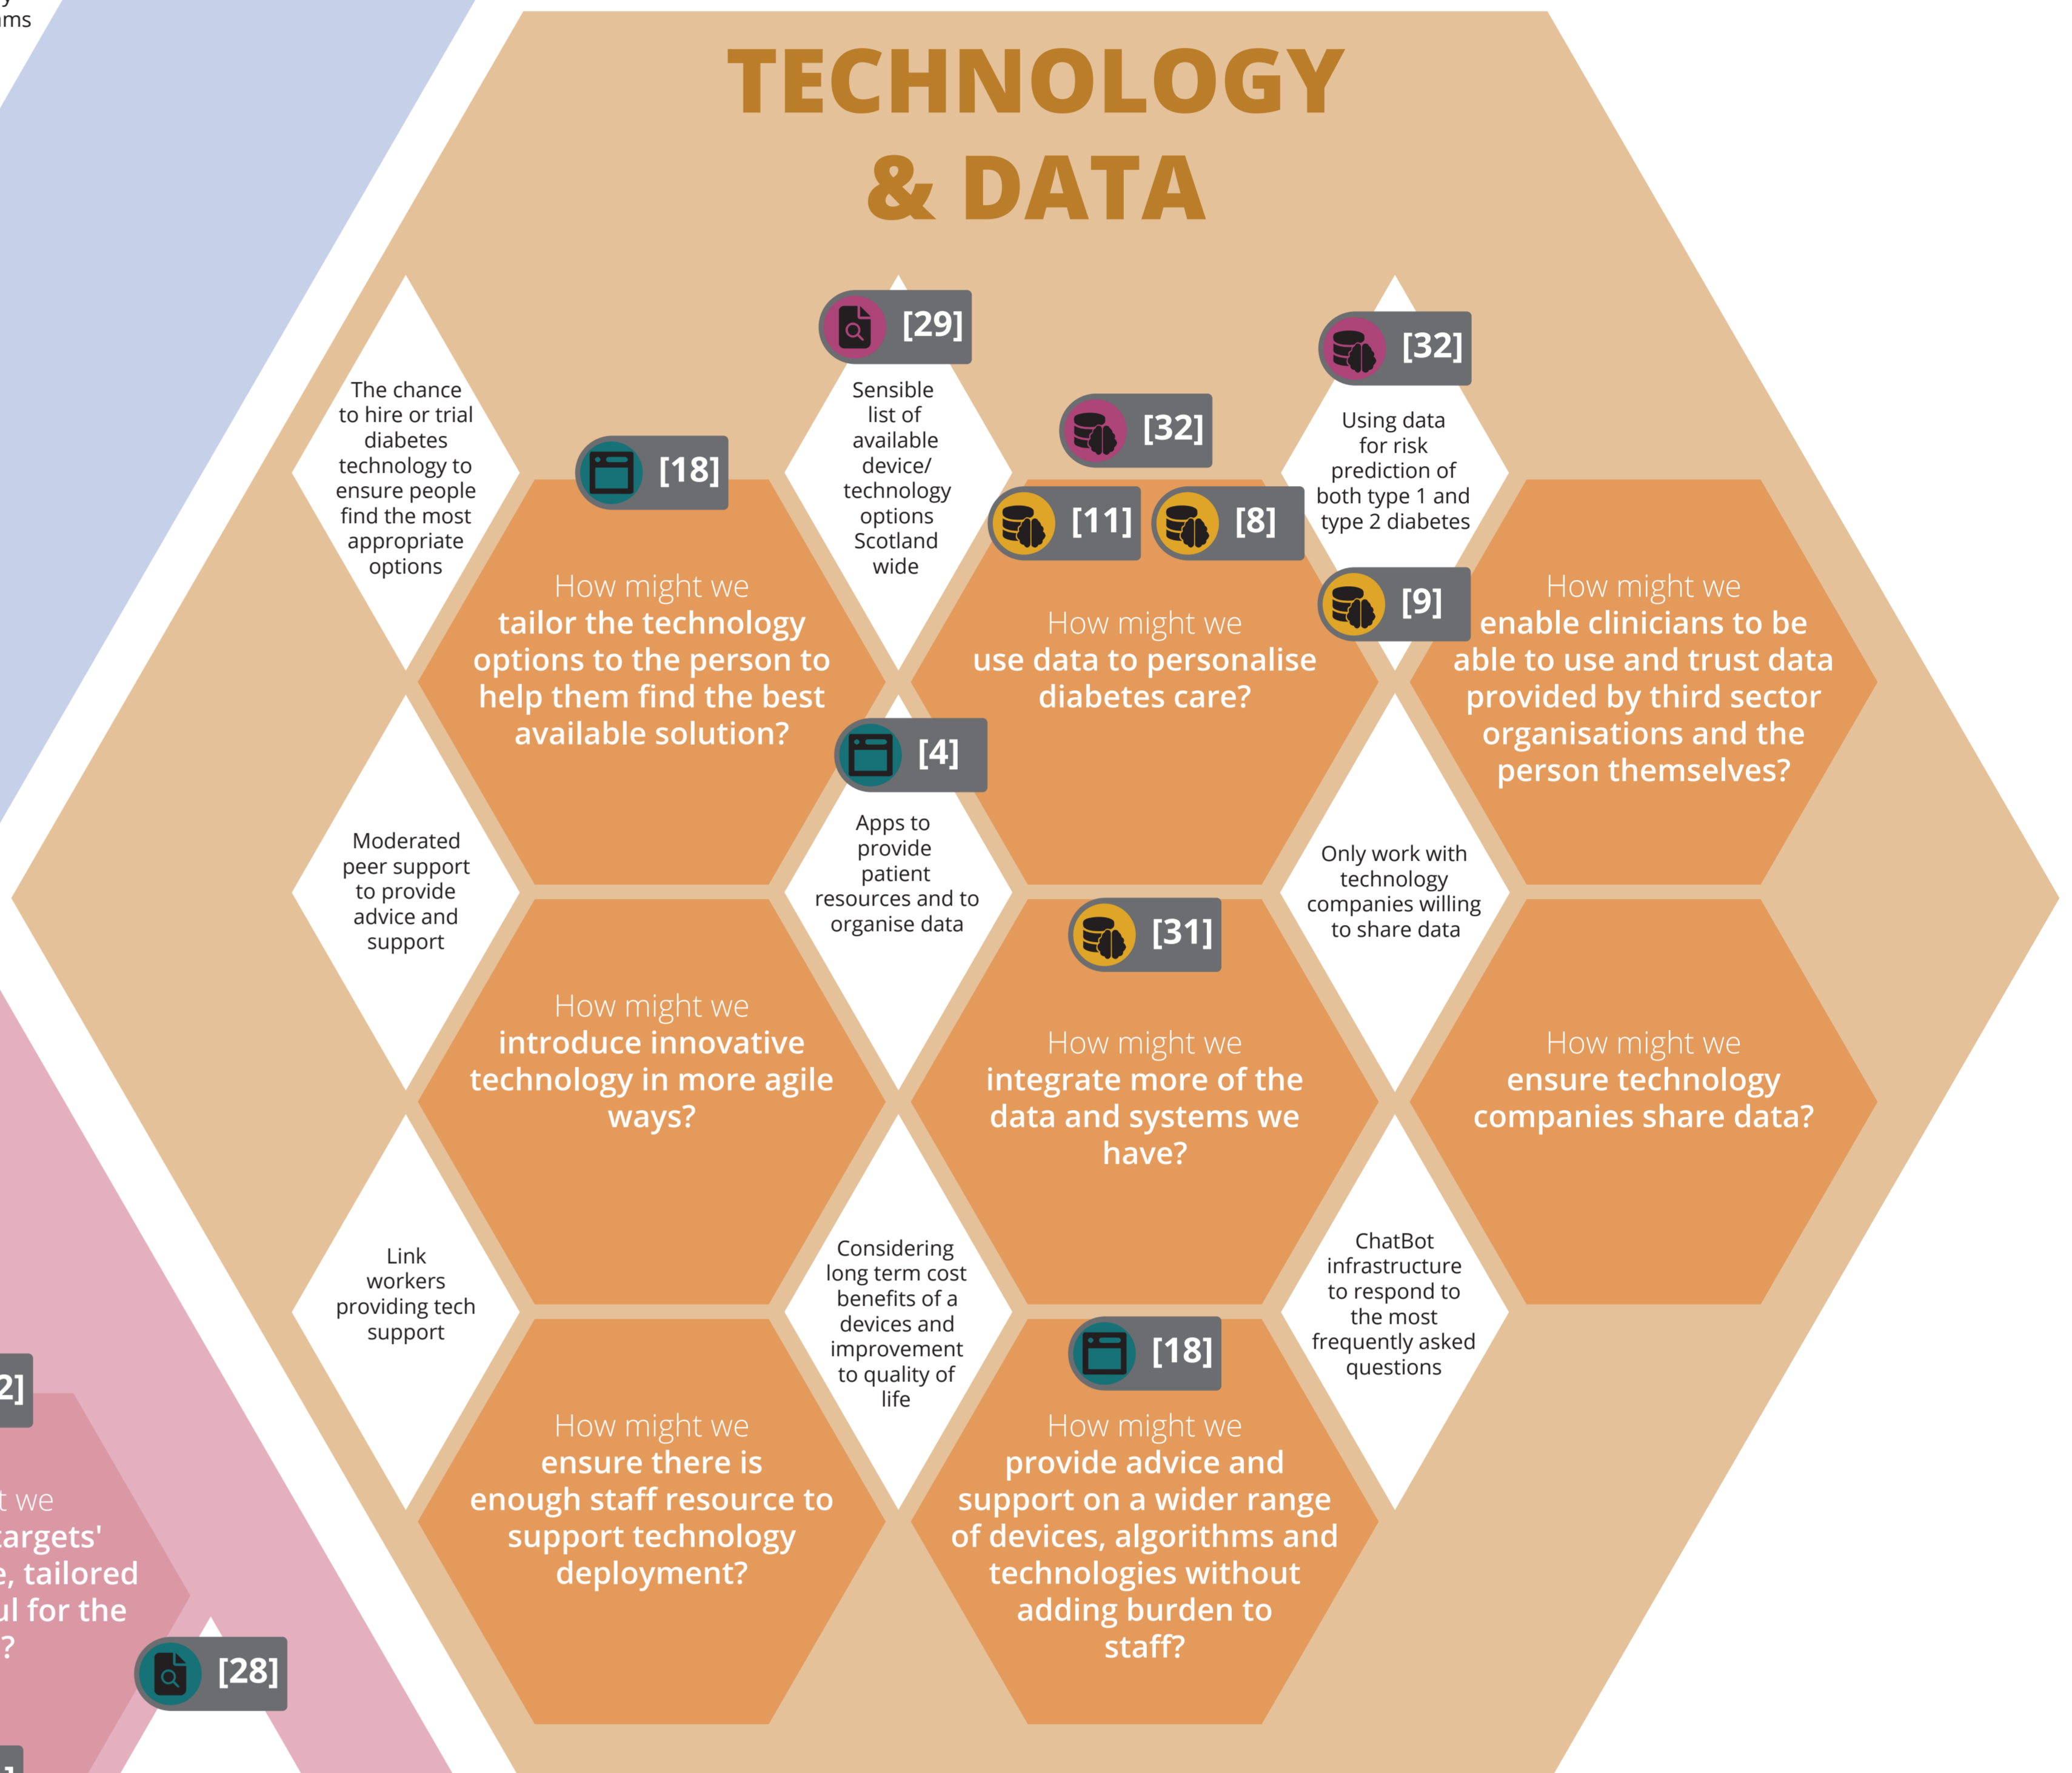 TECHNOLOGY
& DATA
The chance
to hire or trial
diabetes
technology to
ensure people
find the most
appropriate
options
[18]
How might we
tailor the technology
options to the person to
help them find the best
available solution?
[29]
Sensible
list of
available
device/
technology
options
Scotland
wide
[32]
[11]
[8]
How might we
use data to personalise
diabetes care?
[32]
Using data
for risk
prediction of
both type 1 and
type 2 diabetes
[9]
How might we
enable clinicians to be
able to use and trust data
provided by third sector
organisations and the
person themselves?
Moderated
peer support
to provide
advice and
support
[4]
Apps to
provide
patient
resources and to
organise data
Only work with
technology
companies willing
to share data
How might we
introduce innovative
technology in more agile
ways?
[31]
How might we
integrate more of the
data and systems we
have?
How might we
ensure technology
companies share data?
Link
workers
providing tech
support
Considering
long term cost
benefits of a
devices and
improvement
to quality of
life
ChatBot
infrastructure
to respond to
the most
frequently asked
questions
How might we
ensure there is
enough staff resource to
support technology
deployment?
[18]
How might we
provide advice and
support on a wider range
of devices, algorithms and
technologies without
adding burden to
staff?
2]
we
targets'
tailored
for the
?
[28]